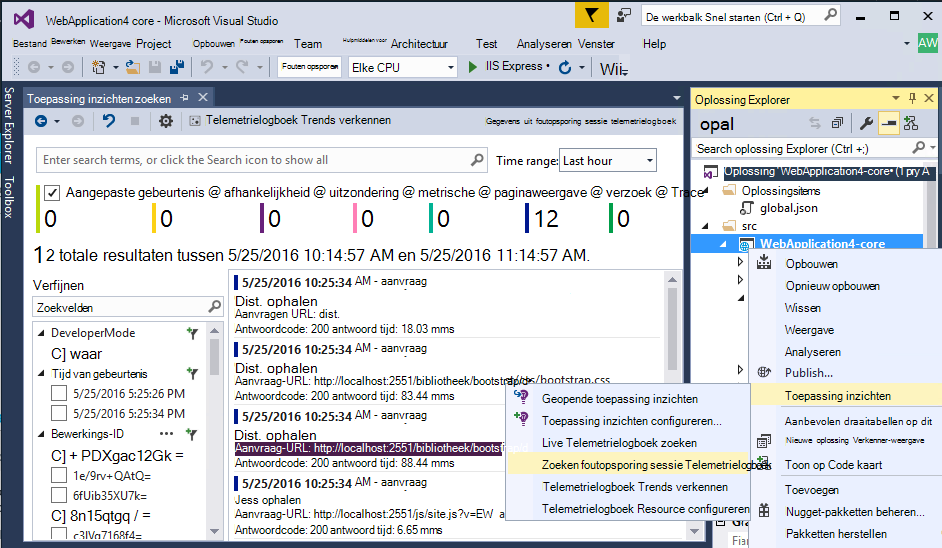 WebApplication4 core - Microsoft Visual Studio
De werkbalk Snel starten (Ctrl + Q)
Bestand Bewerken Weergave Project Opbouwen Fouten opsporen Team Hulpmiddelen voor Architectuur Test Analyseren Venster Help
AW
Fouten opsporen Elke CPU IIS Express Wii
Server Explorer
Toolbox
Toepassing inzichten zoeken
Telemetrielogboek Trends verkennen
Gegevens uit foutopsporing sessie telemetrielogboek
Enter search terms, or click the Search icon to show all
Time range: Last hour
Aangepaste gebeurtenis @ afhankelijkheid @ uitzondering @ metrische @ paginaweergave @ verzoek @ Trace
0 0 0 0 0 12 0
12 totale resultaten tussen 5/25/2016 10:14:57 AM en 5/25/2016 11:14:57 AM.
Verfijnen
Zoekvelden
DeveloperMode
C] waar
Tijd van gebeurtenis
5/25/2016 5:25:26 PM
5/25/2016 5:25:34 PM
Bewerkings-ID
C] + PDXgac12Gk =
1e/9rv+QAtQ=
6fUib35XU7k=
C] 8n15qtgq / =
c3IVq7168f4=
5/25/2016 10:25:34 AM - aanvraag
Dist. ophalen
Aanvragen URL: dist.
Antwoordcode: 200 antwoord tijd: 18.03 mms
5/25/2016 10:25:34 AM - aanvraag
Dist. ophalen
Aanvraag-URL: http://localhost:2551/bibliotheek/bootstrap/dist/css/bootstrap.css
Antwoordcode: 200 antwoord tijd: 83.44 mms
5/25/2016 10:25:34 AM - aanvraag
Dist. ophalen
Aanvraag-URL: http://localhost:2551/bibliotheek/bootstrap
Antwoordcode: 200 antwoord tijd: 88.44 mms
5/25/2016 10:25:34 AM - aanvraag
Jess ophalen
Aanvraag-URL: http://localhost:2551/js/site.js?v=EW
Antwoordcode: 200 antwoord tijd: 6.65 mms
Geopende toepassing inzichten
Toepassing inzichten configureren...
Live Telemetrielogboek zoeken
Zoeken foutopsporing sessie Telemetrielogboek
Telemetrielogboek Trends verkennen
Telemetrielogboek Resource configureren
Oplossing Explorer
opal
Search oplossing Explorer (Ctrl +;)
Oplossing "WebApplication4-core• (1 pry A
Oplossingsitems
global.json
src
WebApplication4-core
Opbouwen
Opnieuw opbouwen
Wissen
Weergave
Analyseren
Publish...
Toepassing inzichten
Aanbevolen draaitabellen op dit
Nieuwe oplossing Verkenner-weergave
Toon op Code kaart
Toevoegen
Nugget-pakketten beheren...
Pakketten herstellen